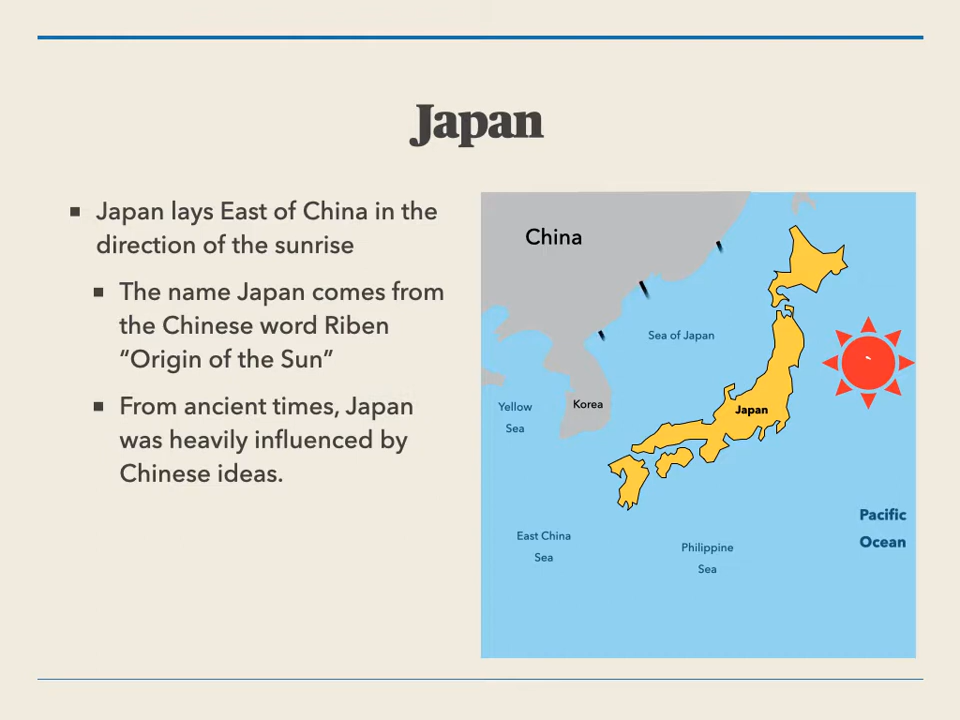 Japan
Japan lays East of China in the
direction of the sunrise
The name Japan comes from
the Chinese word Riben
“Origin of the Sun”
From ancient times, Japan
was heavily influenced by
Chinese ideas.
China
Sea of Japan
Korea
Yellow
Sea
Japan
Pacific
Ocean
East China
Sea
Philippine
Sea